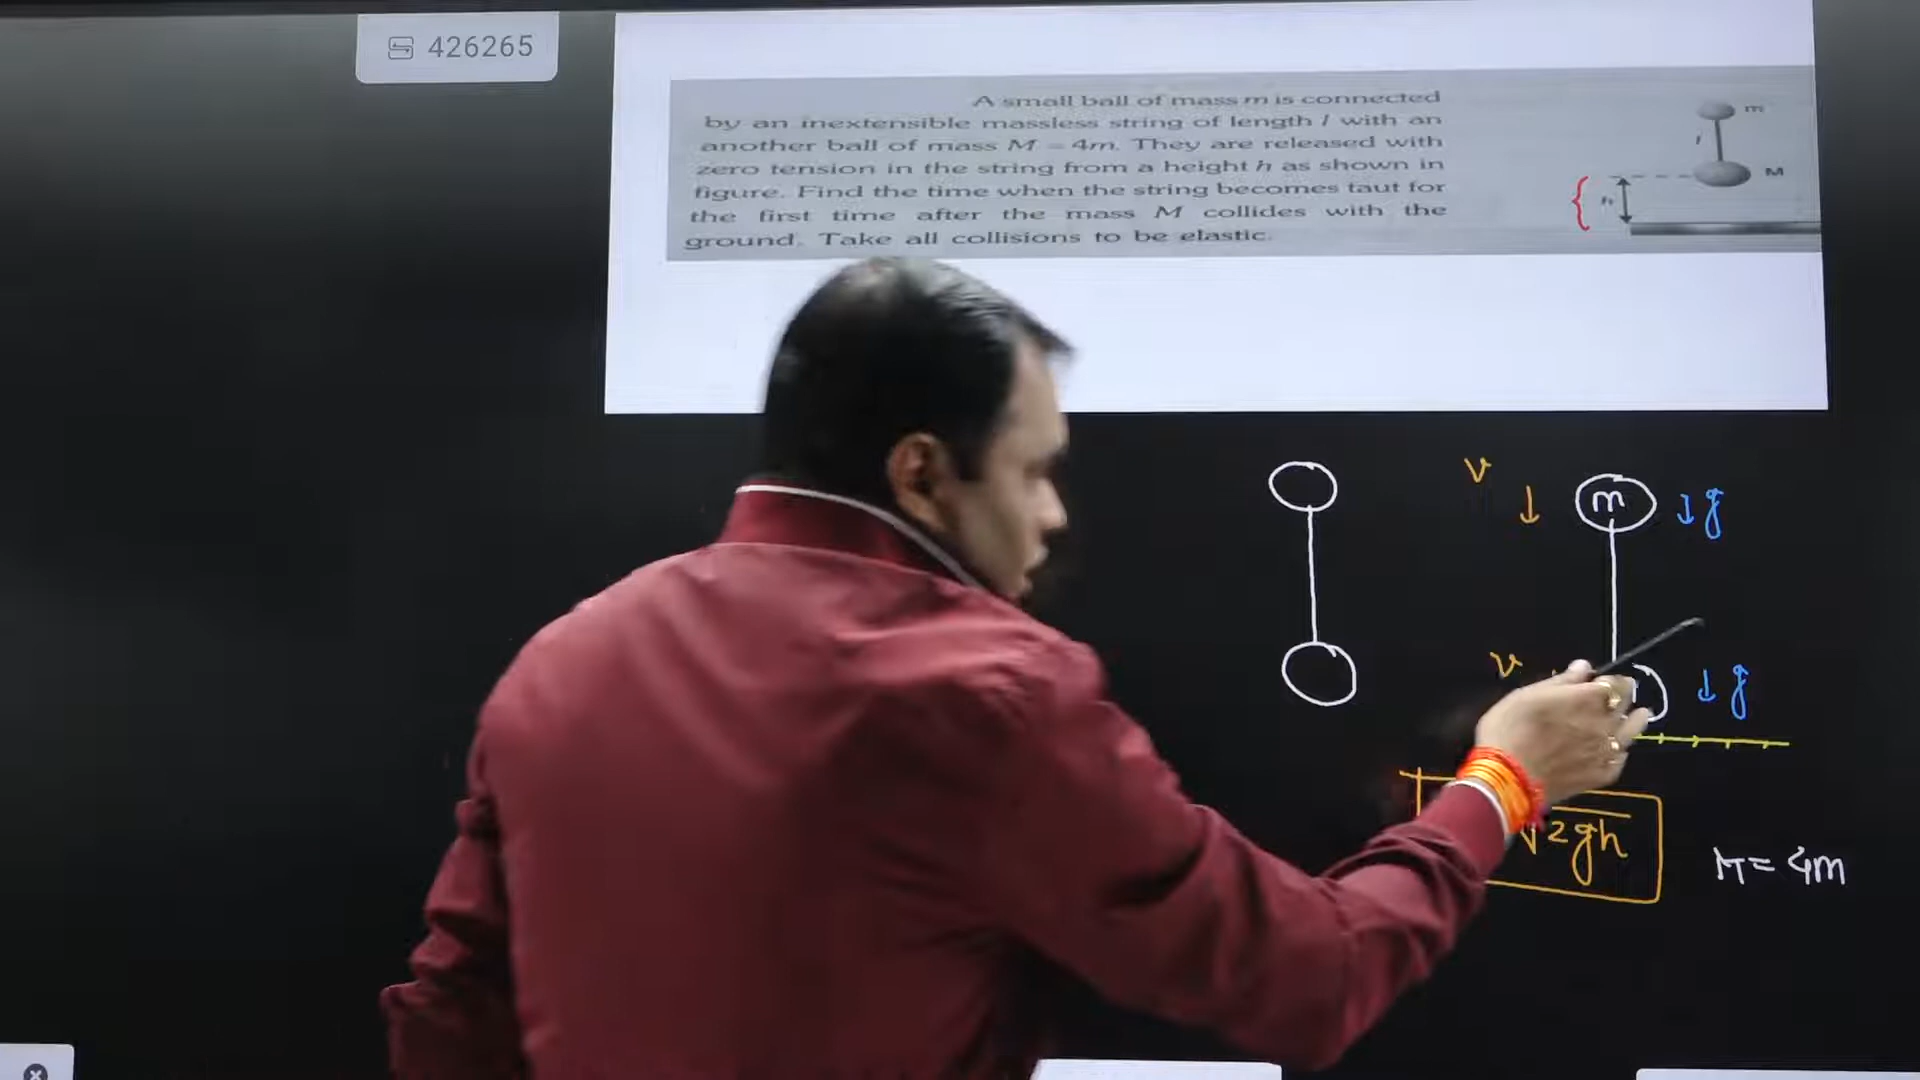 426265
A small ball of mass m is connected
by an inextensible massless string of length l with an
another ball of mass M = 4m. They are released with
zero tension in the string from a height h as shown in
figure. Find the time when the string becomes taut for
the first time after the mass M collides with the
ground. Take all collisions to be elastic.
m
l
M
h
v
m
↓g
v
↓g
√2gh
M = 4m